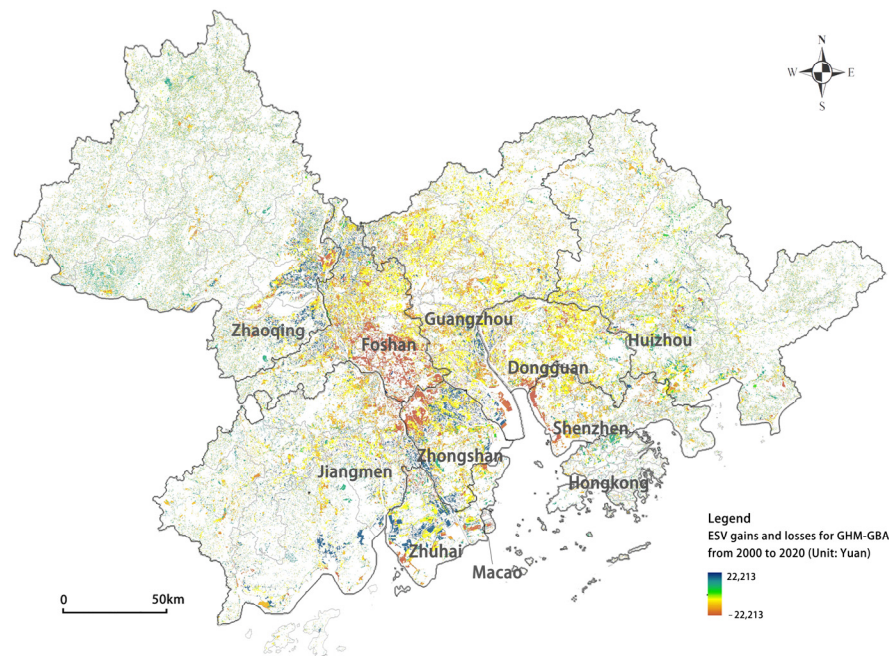 N
W
E
S
Zhaoqing
Guangzhou
Foshan
Huizhou
Dongguan
Shenzhen
Zhongshan
Jiangmen
Hongkong
Zhuhai
Macao
Legend
ESV gains and losses for GHM-GBA
from 2000 to 2020 (Unit: Yuan)
22,213
-22,213
0
50km